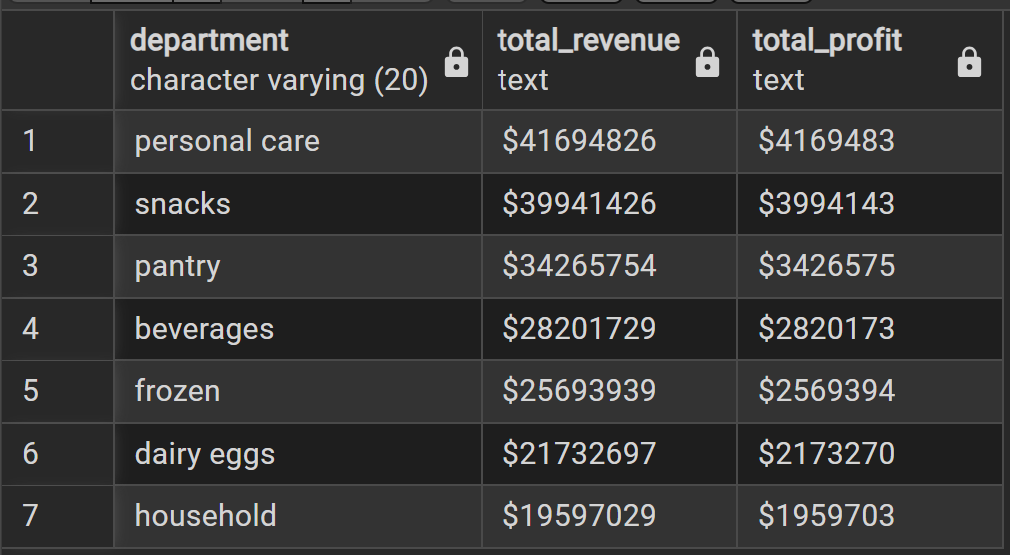 department total_revenue total_profit
character varying (20) text text
1 personal care $41694826 $4169483
2 snacks $39941426 $3994143
3 pantry $34265754 $3426575
4 beverages $28201729 $2820173
5 frozen $25693939 $2569394
6 dairy eggs $21732697 $2173270
7 household $19597029 $1959703